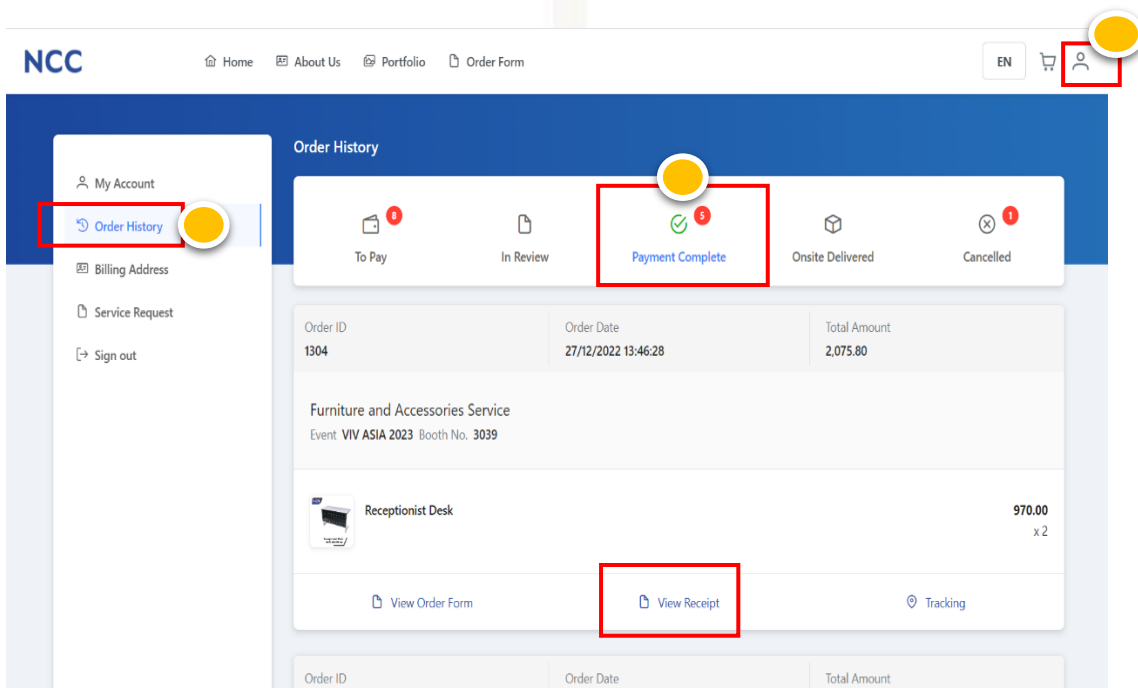 NCC
Home About Us Portfolio Order Form EN
Order History
My Account
Order History
Billing Address
Service Request
Sign out
8 5 1
To Pay In Review Payment Complete Onsite Delivered Cancelled
Order ID Order Date Total Amount
1304 27/12/2022 13:46:28 2,075.80
Furniture and Accessories Service
Event VIV ASIA 2023 Booth No. 3039
Receptionist Desk 970.00
x 2
View Order Form View Receipt Tracking
Order ID Order Date Total Amount